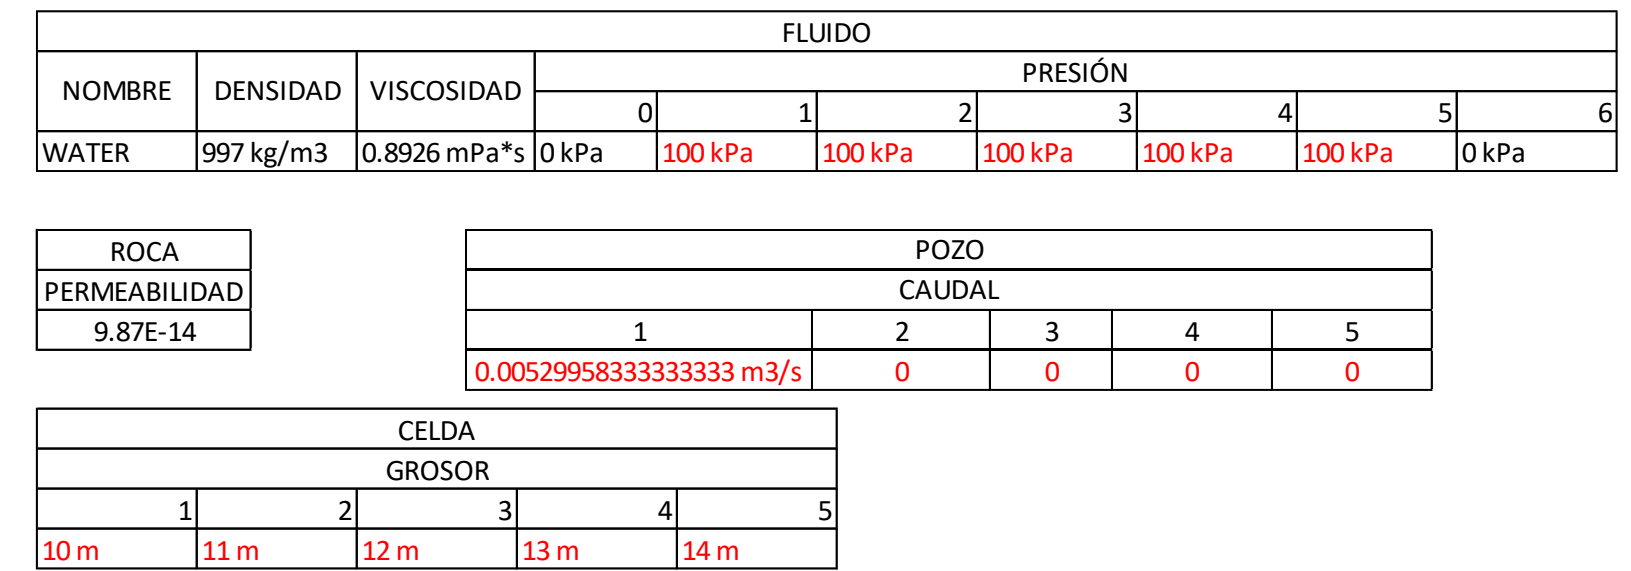 FLUIDO
NOMBRE DENSIDAD VISCOSIDAD PRESIÓN
0 1 2 3 4 5 6
WATER 997 kg/m3 0.8926 mPa*s 0 kPa 100 kPa 100 kPa 100 kPa 100 kPa 100 kPa 0 kPa
ROCA POZO
PERMEABILIDAD CAUDAL
9.87E-14 1 2 3 4 5
0.00529958333333333 m3/s 0 0 0 0
CELDA
GROSOR
1 2 3 4 5
10 m 11 m 12 m 13 m 14 m